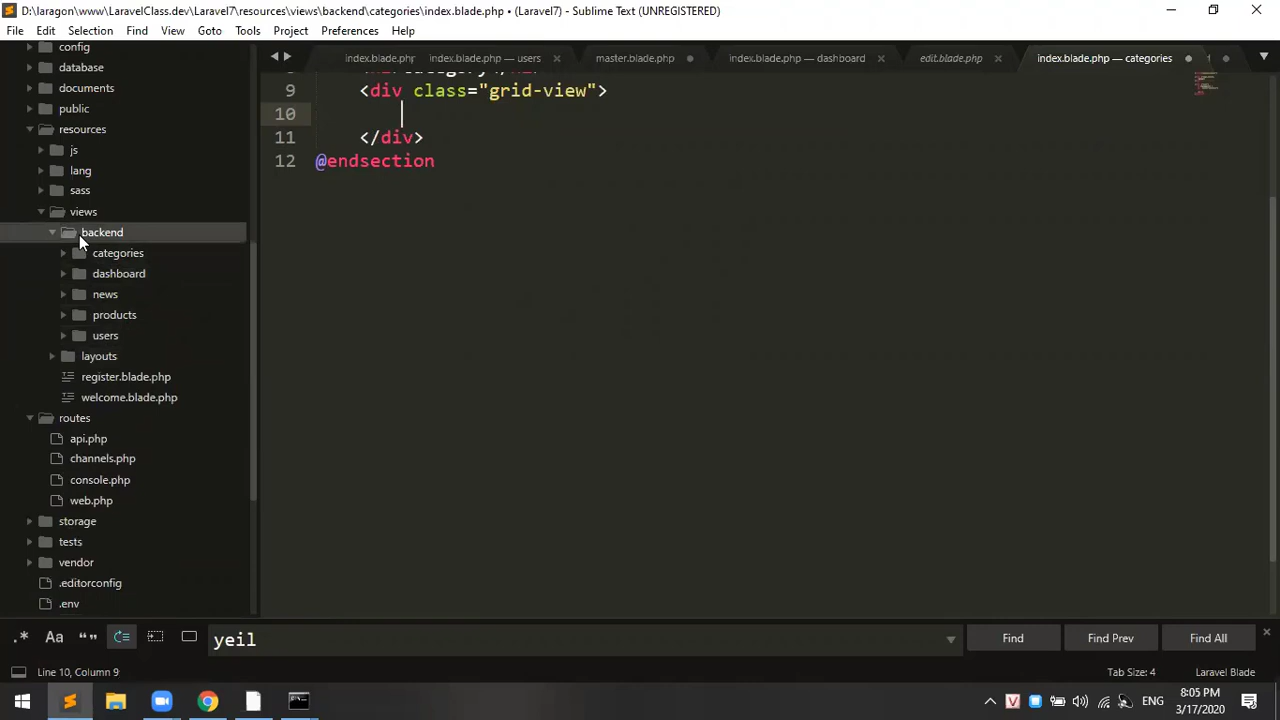 D:\laragon\www\LaravelClass.dev\Laravel7\resources\views\backend\categories\index.blade.php • (Laravel7) - Sublime Text (UNREGISTERED)
File Edit Selection Find View Goto Tools Project Preferences Help
config
database
documents
public
resources
js
lang
sass
views
backend
categories
dashboard
news
products
users
layouts
register.blade.php
welcome.blade.php
routes
api.php
channels.php
console.php
web.php
storage
tests
vendor
.editorconfig
.env
index.blade.php index.blade.php — users master.blade.php index.blade.php — dashboard edit.blade.php index.blade.php — categories
9 <div class="grid-view">
10
11 </div>
12 @endsection
.* Aa “” yeil Find Find Prev Find All
Line 10, Column 9 Tab Size: 4 Laravel Blade
ENG 8:05 PM
3/17/2020